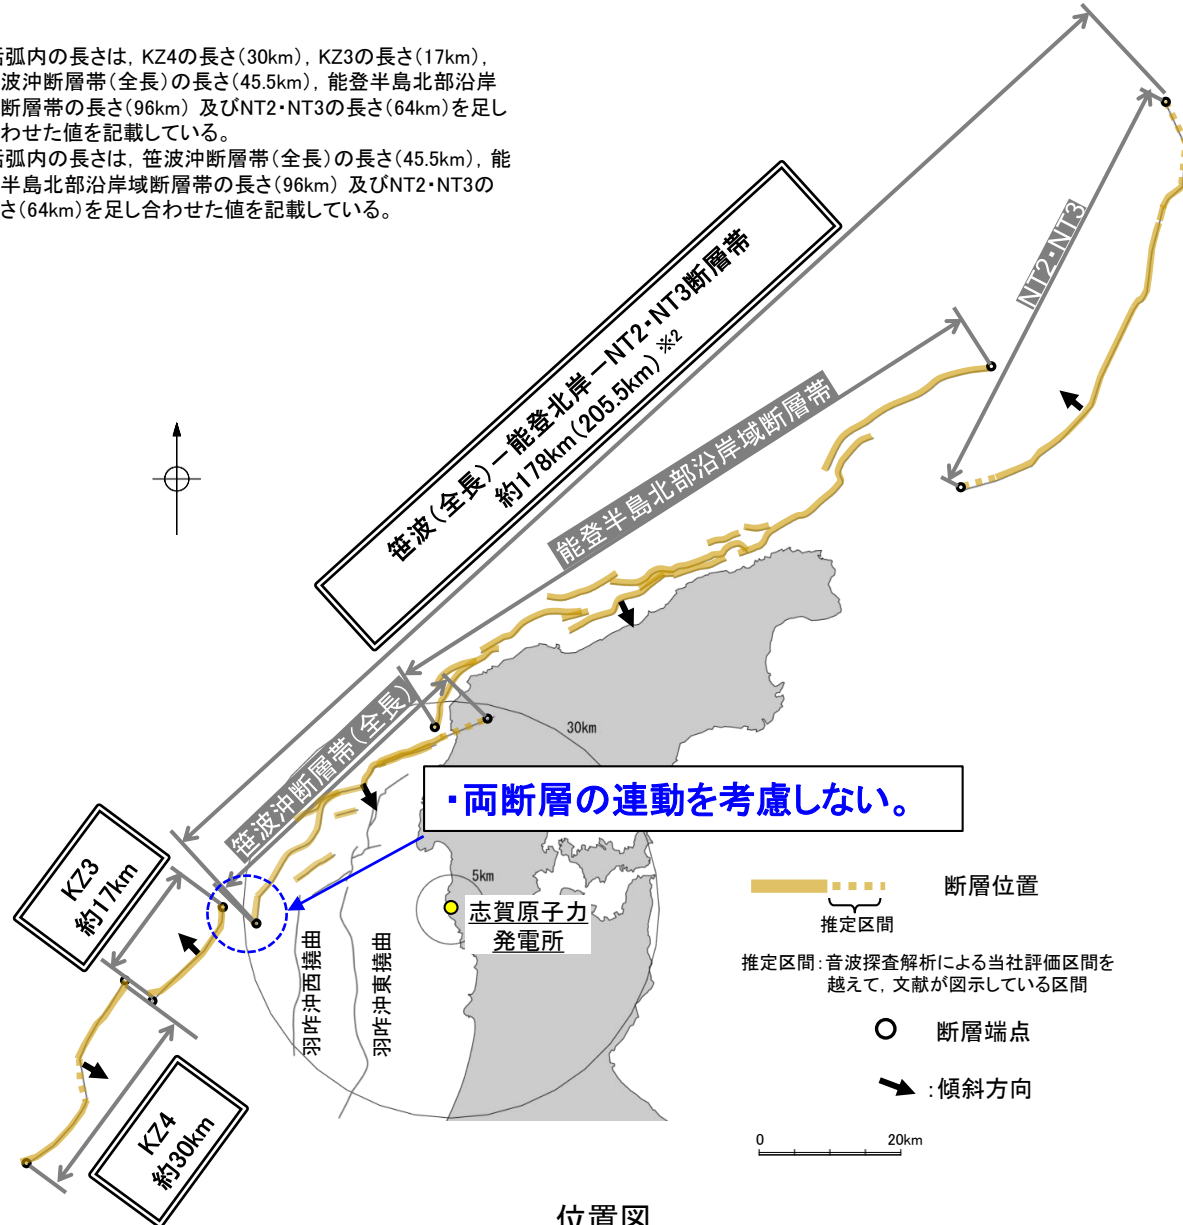 括弧内の長さは，KZ4の長さ(30km)，KZ3の長さ(17km)，
波沖断層帯(全長)の長さ(45.5km)，能登半島北部沿岸
断層帯の長さ(96km) 及びNT2・NT3の長さ(64km)を足し
わせた値を記載している。
括弧内の長さは，笹波沖断層帯(全長)の長さ(45.5km)，能
半島北部沿岸域断層帯の長さ(96km) 及びNT2・NT3の
さ(64km)を足し合わせた値を記載している。
NT2・NT3
笹波(全長)－能登北岸－NT2・NT3断層帯
約178km(205.5km)※2
能登半島北部沿岸域断層帯
笹波沖断層帯(全長)
30km
・両断層の連動を考慮しない。
KZ3
約17km
5km
志賀原子力
発電所
羽咋沖西撓曲
羽咋沖東撓曲
KZ4
約30km
断層位置
推定区間
推定区間：音波探査解析による当社評価区間を
越えて，文献が図示している区間
断層端点
：傾斜方向
0 20km
位置図